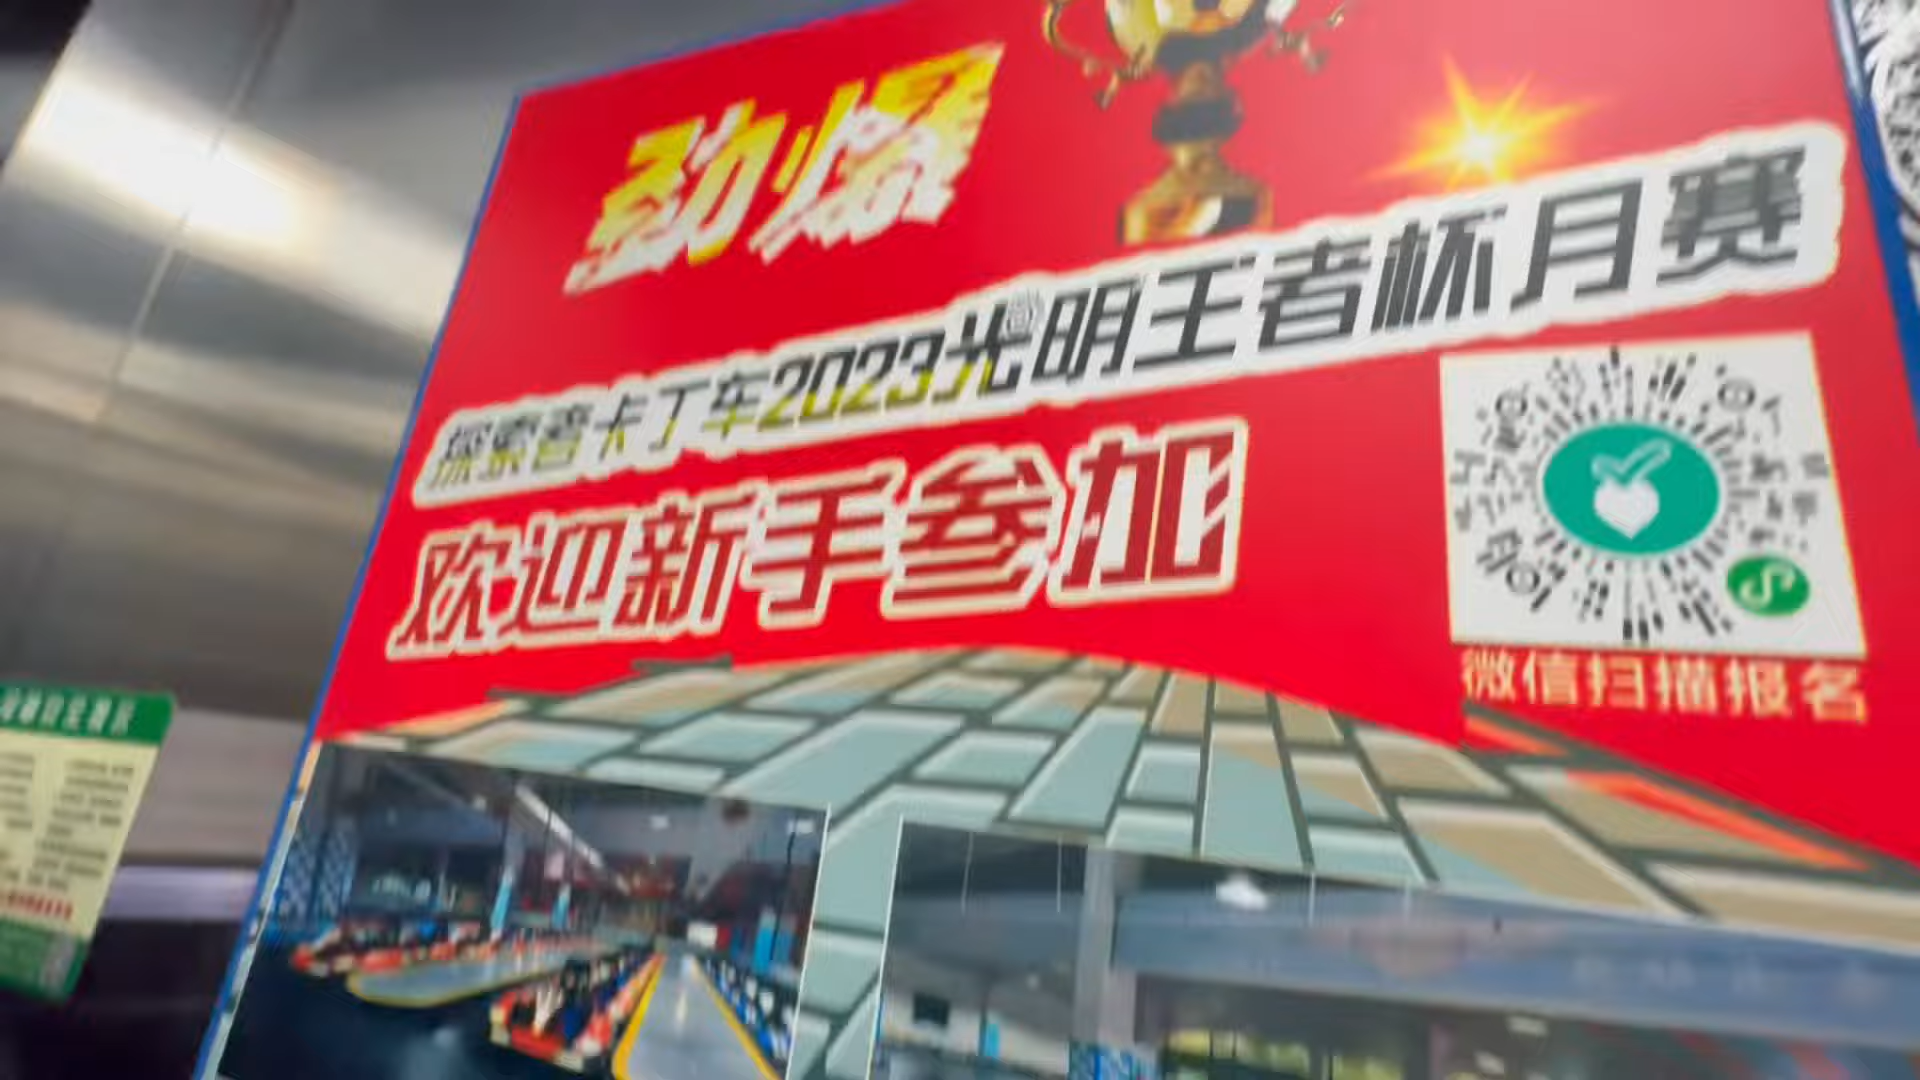 劲爆
探索者卡丁车2023光明王者杯月赛
欢迎新手参加
微信扫描报名